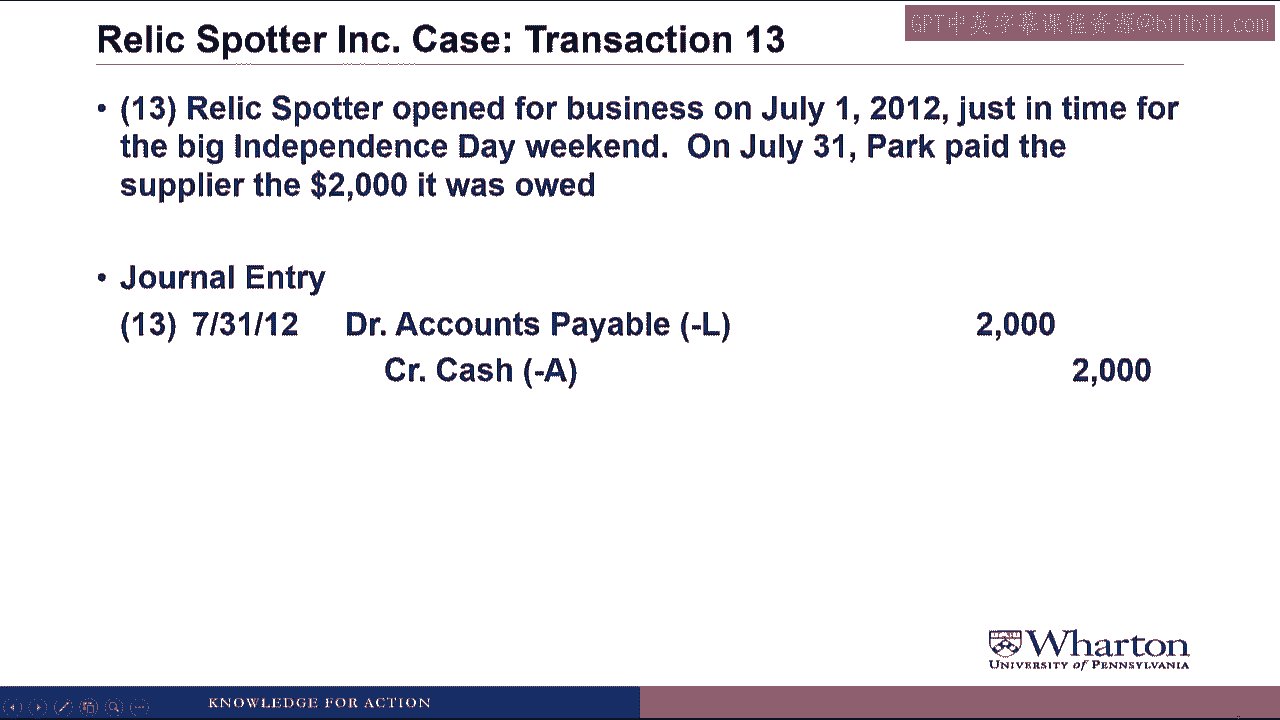 Relic Spotter Inc. Case: Transaction 13
GPT中英字幕课程资源@bilibili.com
• (13) Relic Spotter opened for business on July 1, 2012, just in time for
the big Independence Day weekend. On July 31, Park paid the
supplier the $2,000 it was owed
• Journal Entry
(13) 7/31/12 Dr. Accounts Payable (-L) 2,000
Cr. Cash (-A) 2,000
Wharton
UNIVERSITY of PENNSYLVANIA
KNOWLEDGE FOR ACTION